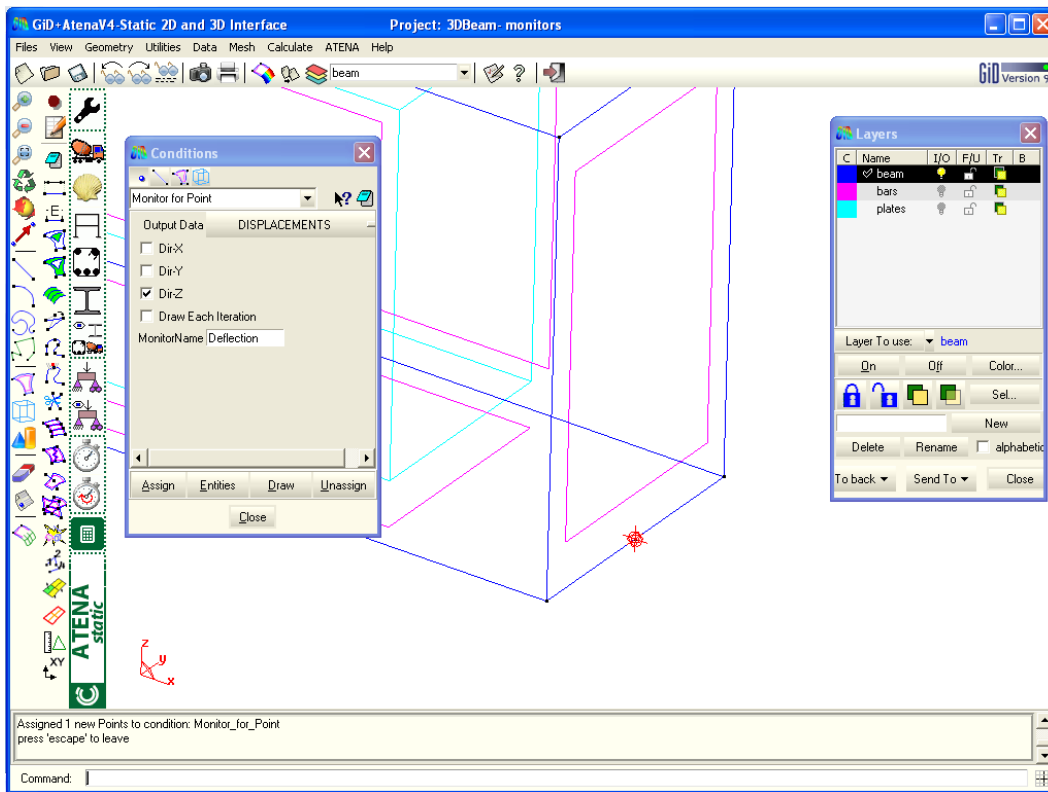 GiD+AtenaV4-Static 2D and 3D Interface Project: 3DBeam- monitors
Files View Geometry Utilities Data Mesh Calculate ATENA Help
beam
GiD Version 9
Conditions
Monitor for Point
Output Data DISPLACEMENTS
Dir-X
Dir-Y
Dir-Z
Draw Each Iteration
MonitorName Deflection
Assign Entities Draw Unassign
Close
Layers
C Name I/O F/U Tr B
beam
bars
plates
Layer To use: beam
On Off Color...
Sel...
New
Delete Rename alphabetic
To back Send To Close
E
ATENA
static
XY
z
y
x
Assigned 1 new Points to condition: Monitor_for_Point
press 'escape' to leave
Command: